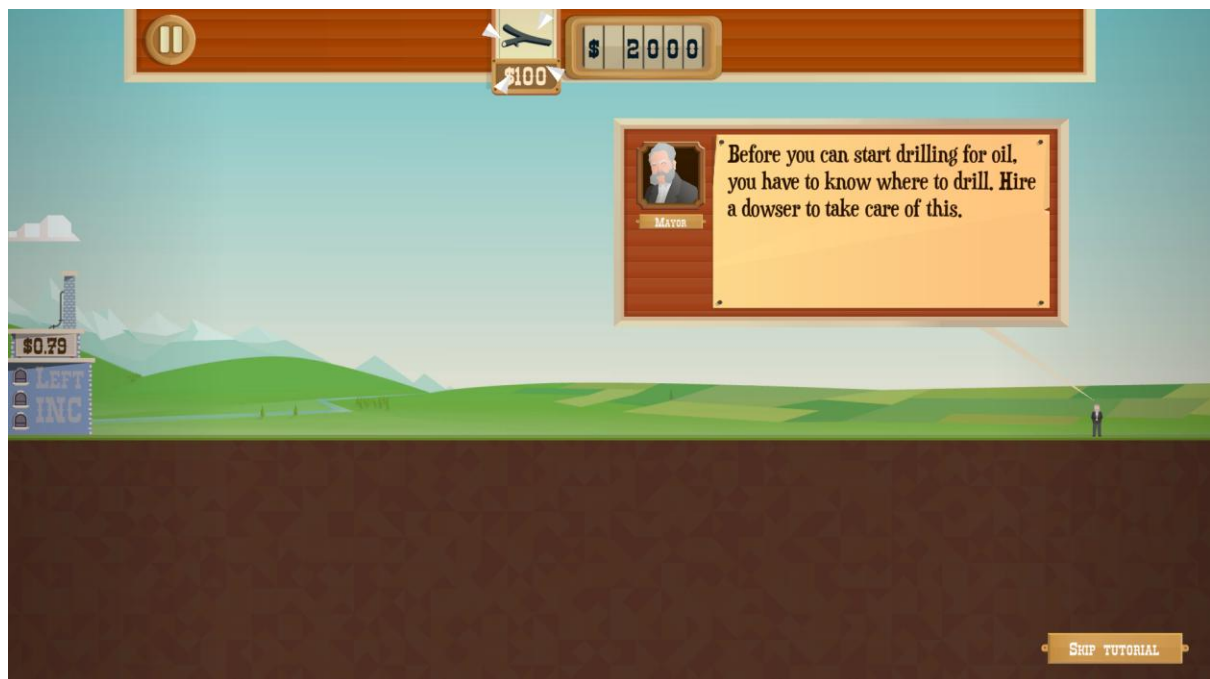 $ 2000
$100
Before you can start drilling for oil,
you have to know where to drill. Hire
a dowser to take care of this.
Mayor
$0.79
LEFT
INC
Skip tutorial